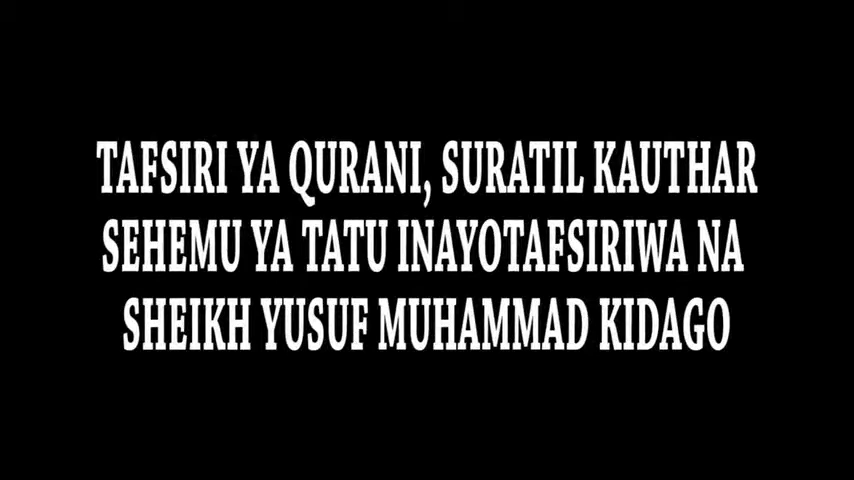 TAFSIRI YA QURANI, SURATIL KAUTHAR
SEHEMU YA TATU INAYOTAFSIRIWA NA
SHEIKH YUSUF MUHAMMAD KIDAGO